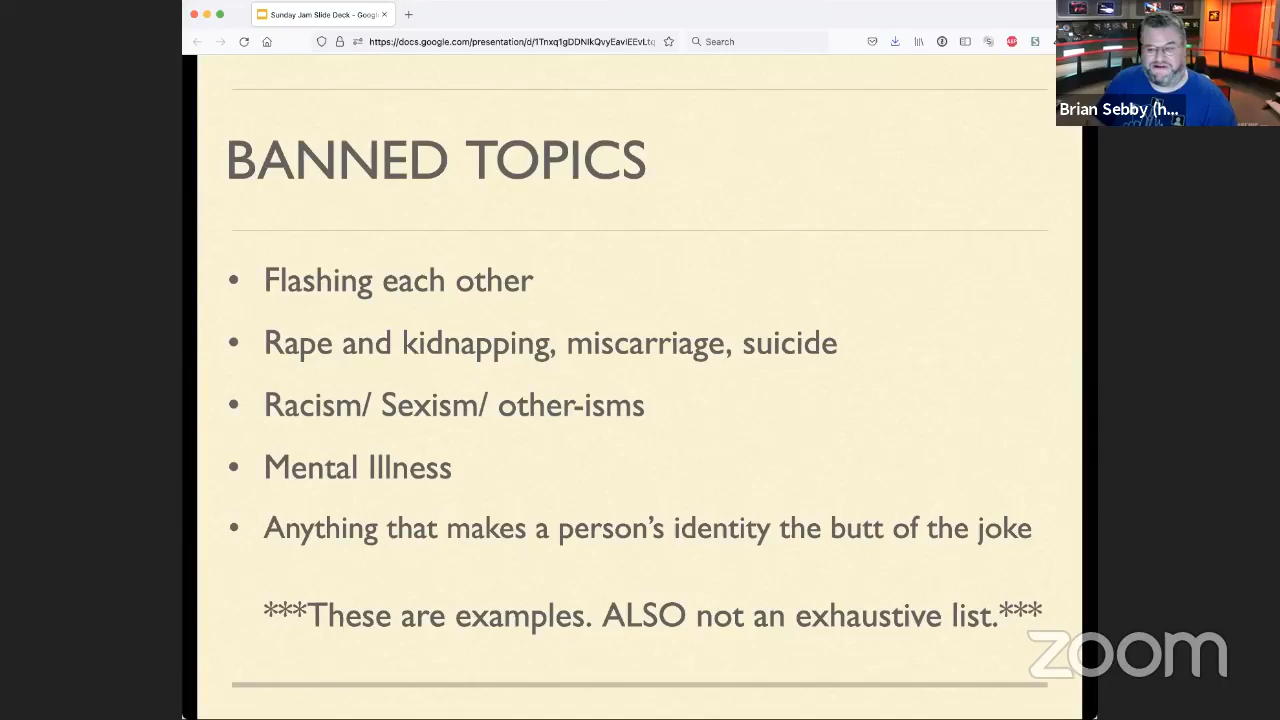 Sunday Jam Slide Deck - Google
https://docs.google.com/presentation/d/1Tnxq1gDDNlkQvyEavIEEvLtq
Search
Brian Sebby (h...
BANNED TOPICS
• Flashing each other
• Rape and kidnapping, miscarriage, suicide
• Racism/ Sexism/ other-isms
• Mental Illness
• Anything that makes a person’s identity the butt of the joke
***These are examples. ALSO not an exhaustive list.***
zoom